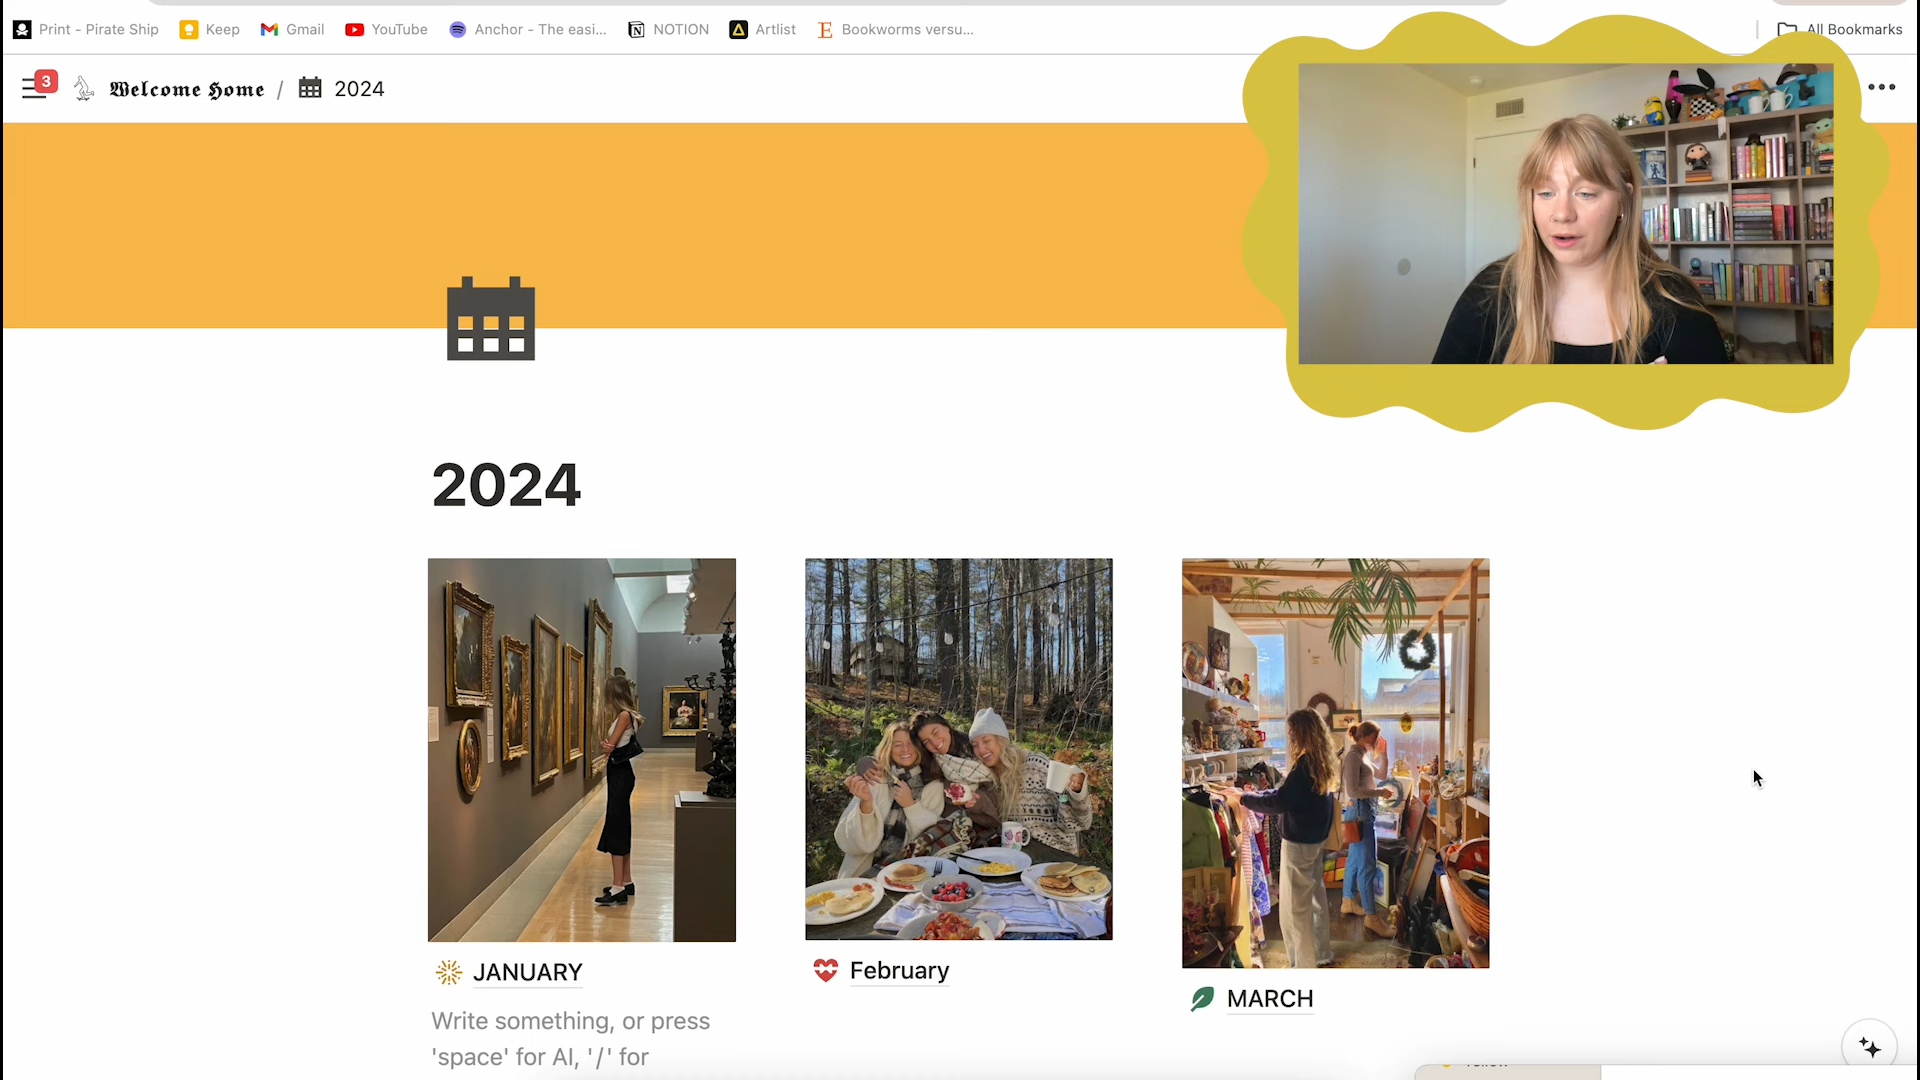 Print - Pirate Ship Keep Gmail YouTube Anchor - The easi... NOTION Artlist Bookworms versu... All Bookmarks
3 Welcome Home / 2024
2024
JANUARY February MARCH
Write something, or press
'space' for AI, '/' for